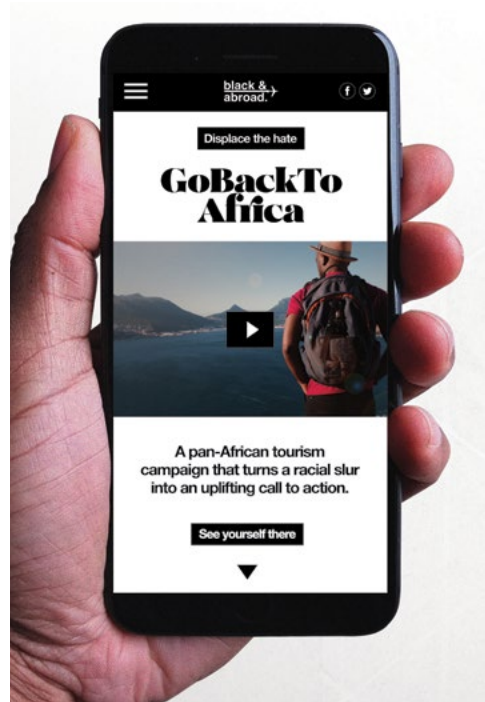 black &
abroad.
Displace the hate
GoBackTo
Africa
A pan-African tourism
campaign that turns a racial slur
into an uplifting call to action.
See yourself there